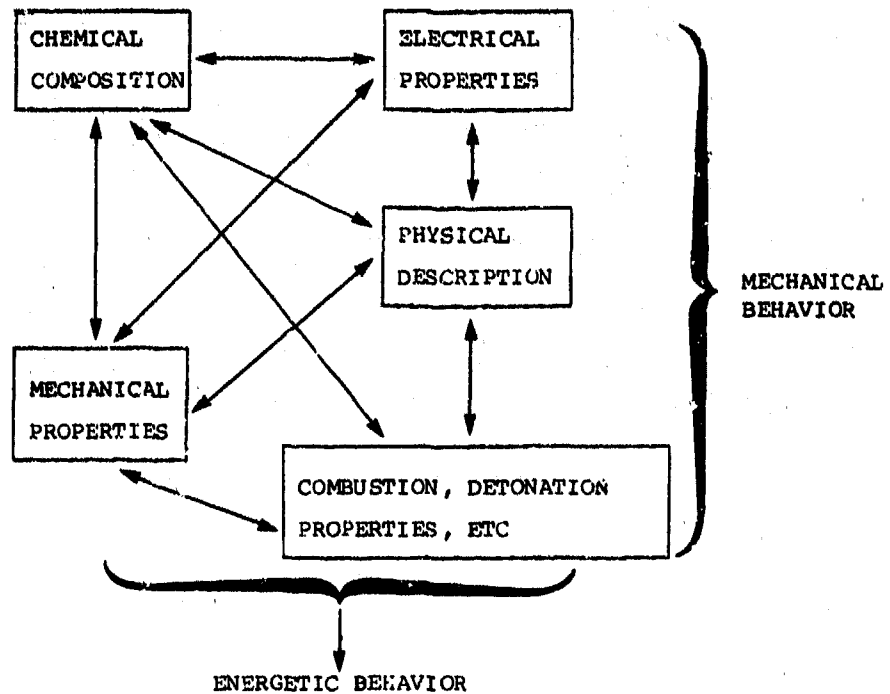 CHEMICAL
COMPOSITION
ELECTRICAL
PROPERTIES
PHYSICAL
DESCRIPTION
MECHANICAL
BEHAVIOR
MECHANICAL
PROPERTIES
COMBUSTION, DETONATION
PROPERTIES, ETC
ENERGETIC BEHAVIOR